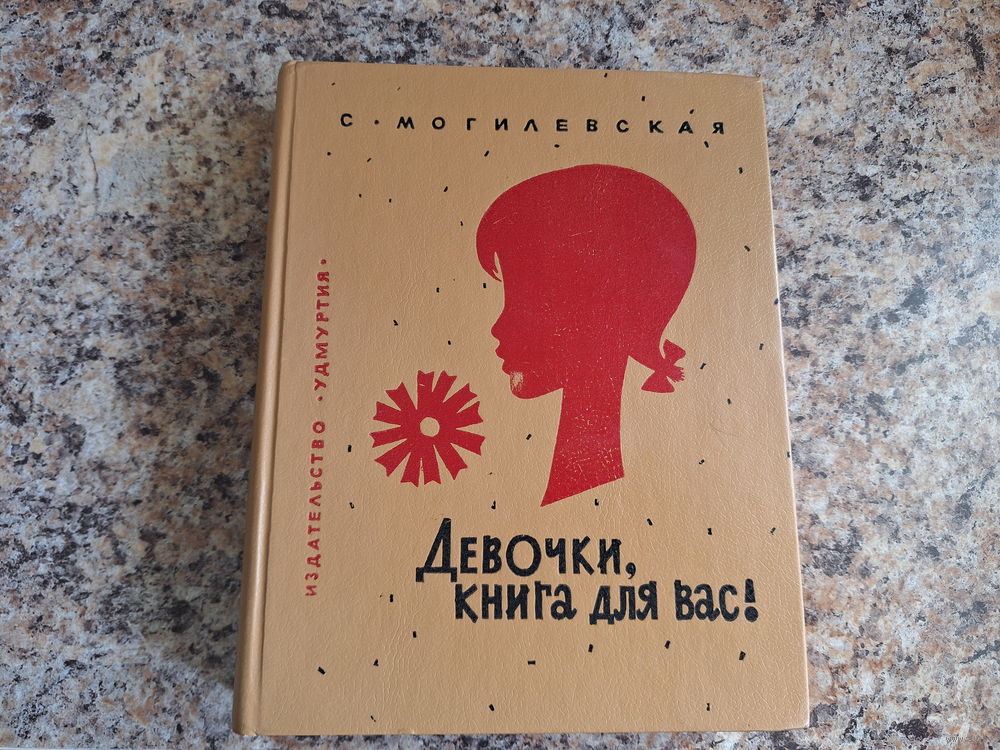 С. МОГИЛЕВСКАЯ
ИЗДАТЕЛЬСТВО "УДМУРТИЯ"
ДЕВОЧКИ,
КНИГА ДЛЯ ВАС!